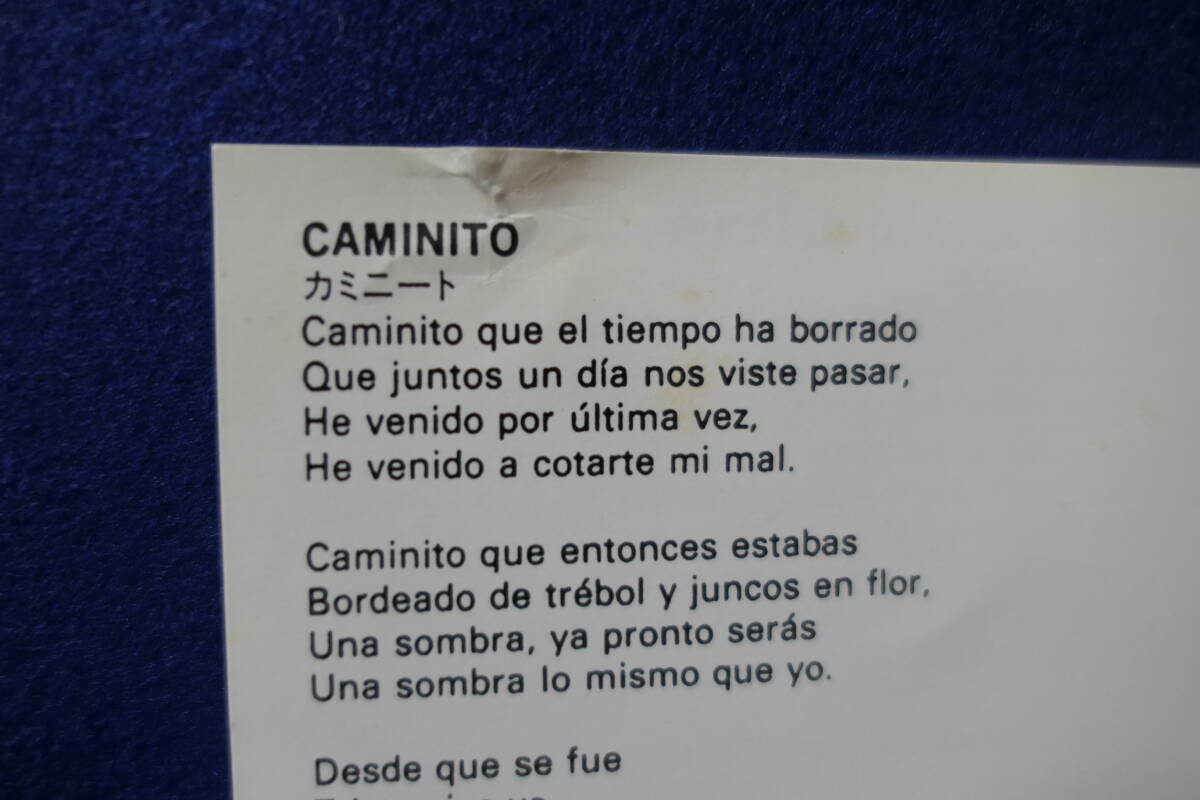 CAMINITO
カミニート
Caminito que el tiempo ha borrado
Que juntos un día nos viste pasar,
He venido por última vez,
He venido a cotarte mi mal.
Caminito que entonces estabas
Bordeado de trébol y juncos en flor,
Una sombra, ya pronto serás
Una sombra lo mismo que yo.
Desde que se fue